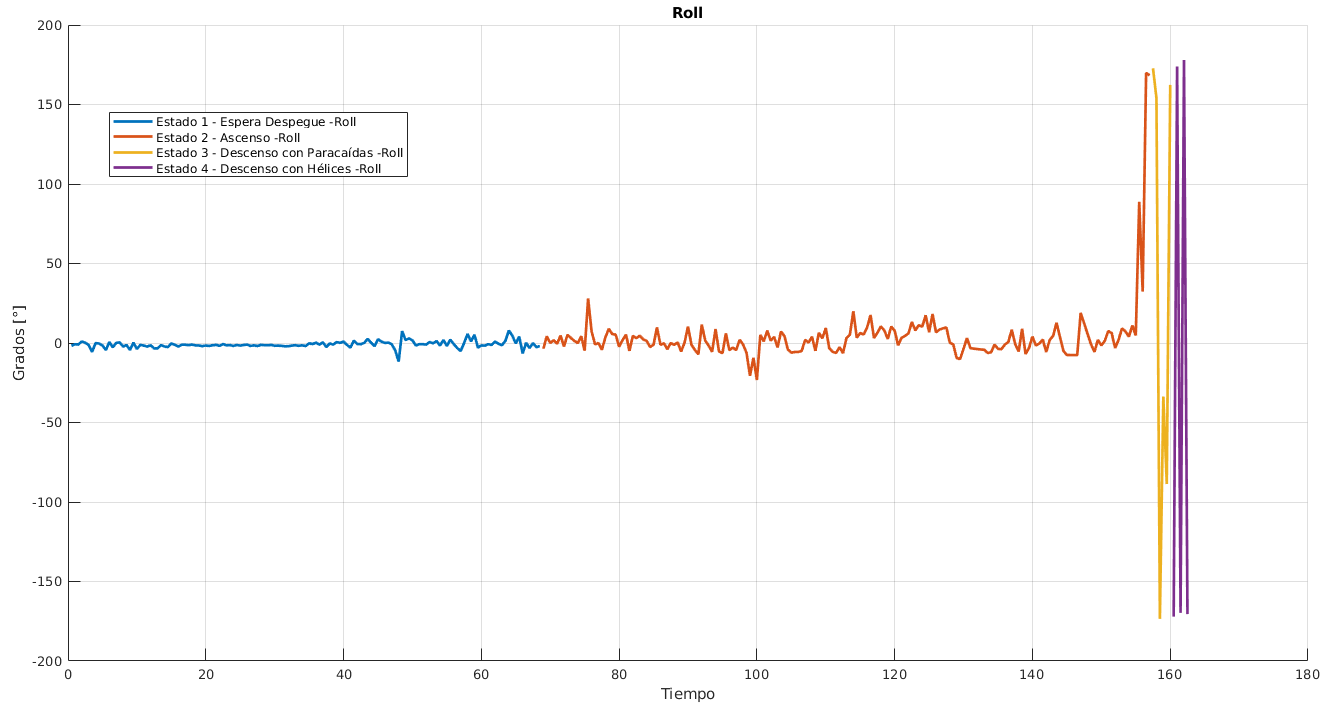 Roll
200
150
100
50
0
-50
-100
-150
-200
Grados [°]
Estado 1 - Espera Despegue -Roll
Estado 2 - Ascenso -Roll
Estado 3 - Descenso con Paracaídas -Roll
Estado 4 - Descenso con Hélices -Roll
0 20 40 60 80 100 120 140 160 180
Tiempo